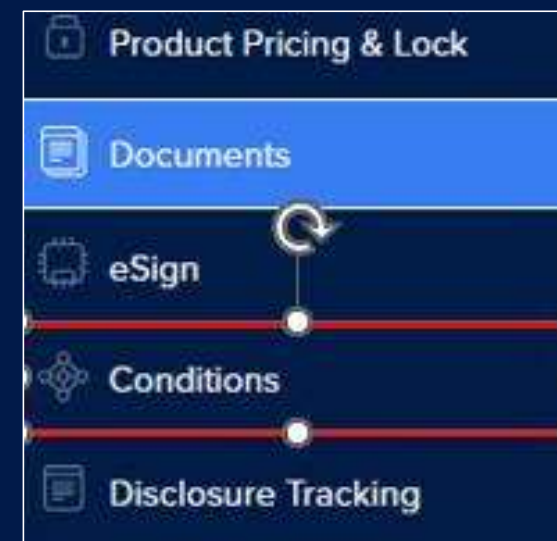 Product Pricing & Lock
Documents
eSign
Conditions
Disclosure Tracking